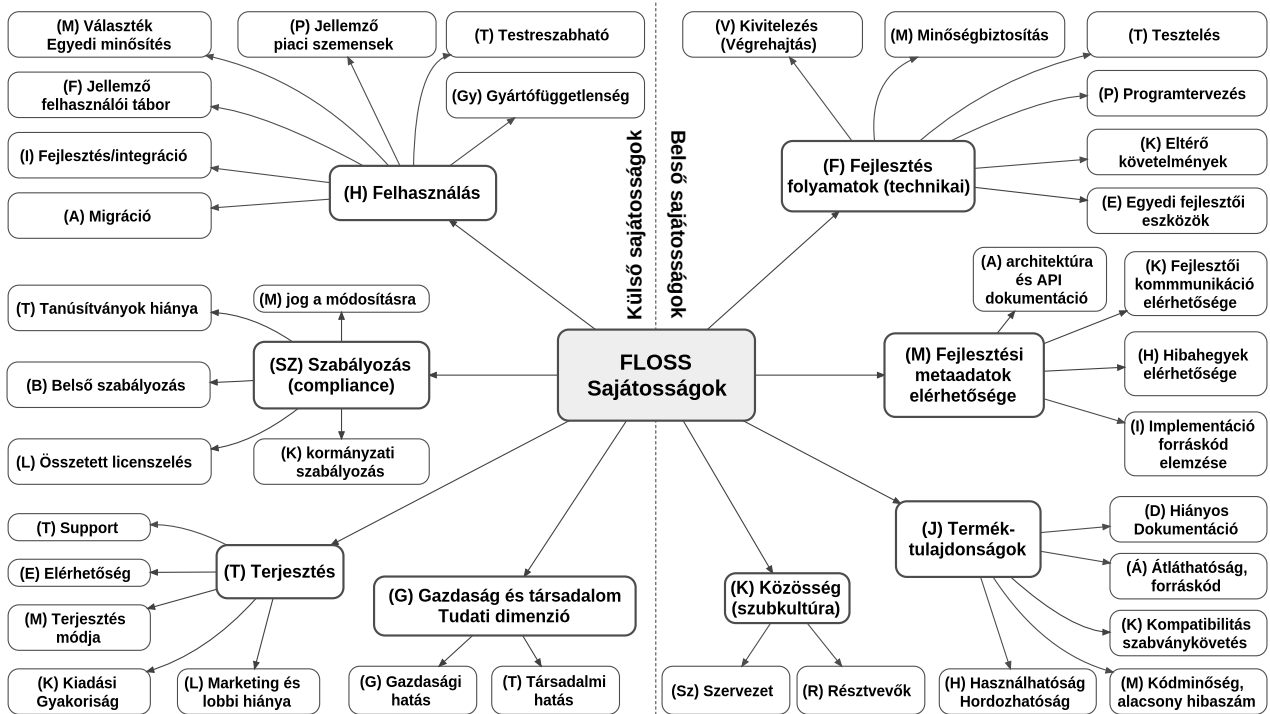 (M) Választék
Egyedi minősítés
(P) Jellemző
piaci szemensek
(T) Testreszabható
(F) Jellemző
felhasználói tábor
(Gy) Gyártófüggetlenség
(I) Fejlesztés/integráció
(A) Migráció
(H) Felhasználás
Külső sajátosságok
Belső sajátosságok
(V) Kivitelezés
(Végrehajtás)
(M) Minőségbiztosítás
(T) Tesztelés
(P) Programtervezés
(K) Eltérő
követelmények
(E) Egyedi fejlesztői
eszközök
(F) Fejlesztés
folyamatok (technikai)
(T) Tanúsítványok hiánya
(M) jog a módosításra
(SZ) Szabályozás
(compliance)
(B) Belső szabályozás
(L) Összetett licenszelés
(K) kormányzati
szabályozás
FLOSS
Sajátosságok
(A) architektúra
és API
dokumentáció
(K) Fejlesztői
kommmunikáció
elérhetősége
(M) Fejlesztési
metaadatok
elérhetősége
(H) Hibahegyek
elérhetősége
(I) Implementáció
forráskód
elemzése
(T) Support
(E) Elérhetőség
(T) Terjesztés
(M) Terjesztés
módja
(K) Kiadási
Gyakoriság
(L) Marketing és
lobbi hiánya
(G) Gazdaság és társadalom
Tudati dimenzió
(G) Gazdasági
hatás
(T) Társadalmi
hatás
(K) Közösség
(szubkultúra)
(Sz) Szervezet
(R) Résztvevők
(J) Termék-
tulajdonságok
(D) Hiányos
Dokumentáció
(Á) Átláthatóság,
forráskód
(K) Kompatibilitás
szabványkövetés
(H) Használhatóság
Hordozhatóság
(M) Kódminőség,
alacsony hibaszám